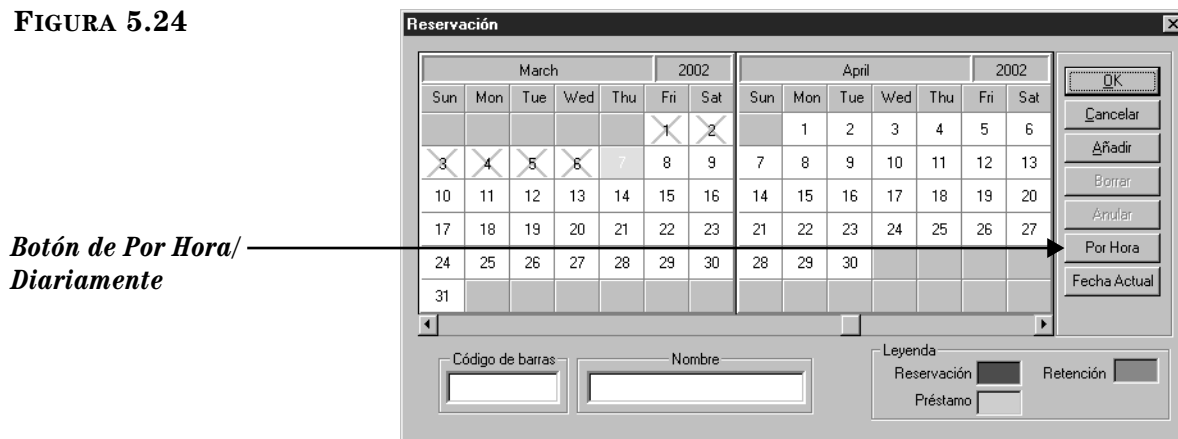 FIGURA 5.24
Reservación
March 2002 April 2002
Sun Mon Tue Wed Thu Fri Sat Sun Mon Tue Wed Thu Fri Sat
1 2 1 2 3 4 5 6
3 4 5 6 7 8 9 7 8 9 10 11 12 13
10 11 12 13 14 15 16 14 15 16 17 18 19 20
17 18 19 20 21 22 23 21 22 23 24 25 26 27
24 25 26 27 28 29 30 28 29 30
31
OK
Cancelar
Añadir
Borrar
Anular
Por Hora
Fecha Actual
Botón de Por Hora/
Diariamente
Código de barras
Nombre
Leyenda
Reservación Retención
Préstamo